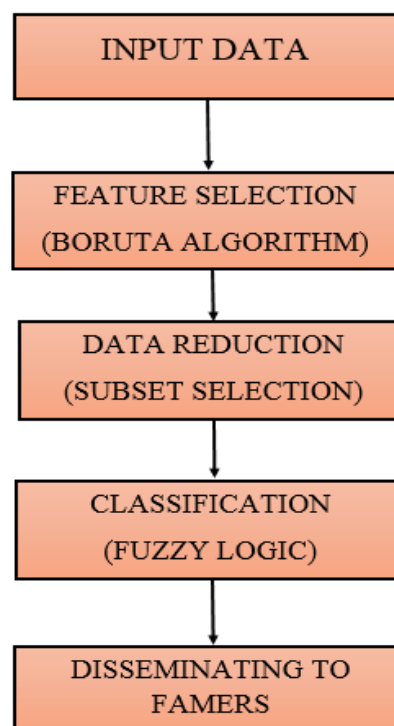 INPUT DATA
FEATURE SELECTION
(BORUTA ALGORITHM)
DATA REDUCTION
(SUBSET SELECTION)
CLASSIFICATION
(FUZZY LOGIC)
DISSEMINATING TO
FAMERS